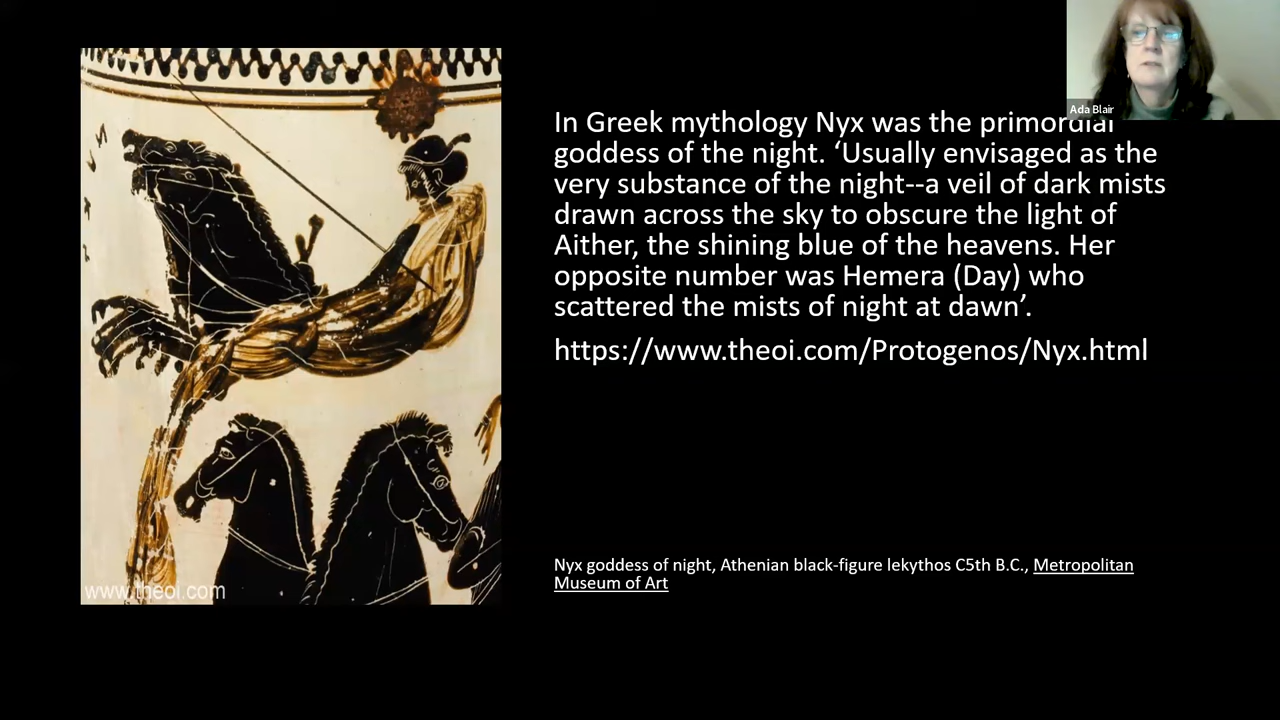 Ada Blair
In Greek mythology Nyx was the primordial
goddess of the night. ‘Usually envisaged as the
very substance of the night--a veil of dark mists
drawn across the sky to obscure the light of
Aither, the shining blue of the heavens. Her
opposite number was Hemera (Day) who
scattered the mists of night at dawn’.
https://www.theoi.com/Protogenos/Nyx.html
Nyx goddess of night, Athenian black-figure lekythos C5th B.C., Metropolitan
Museum of Art
www.theoi.com